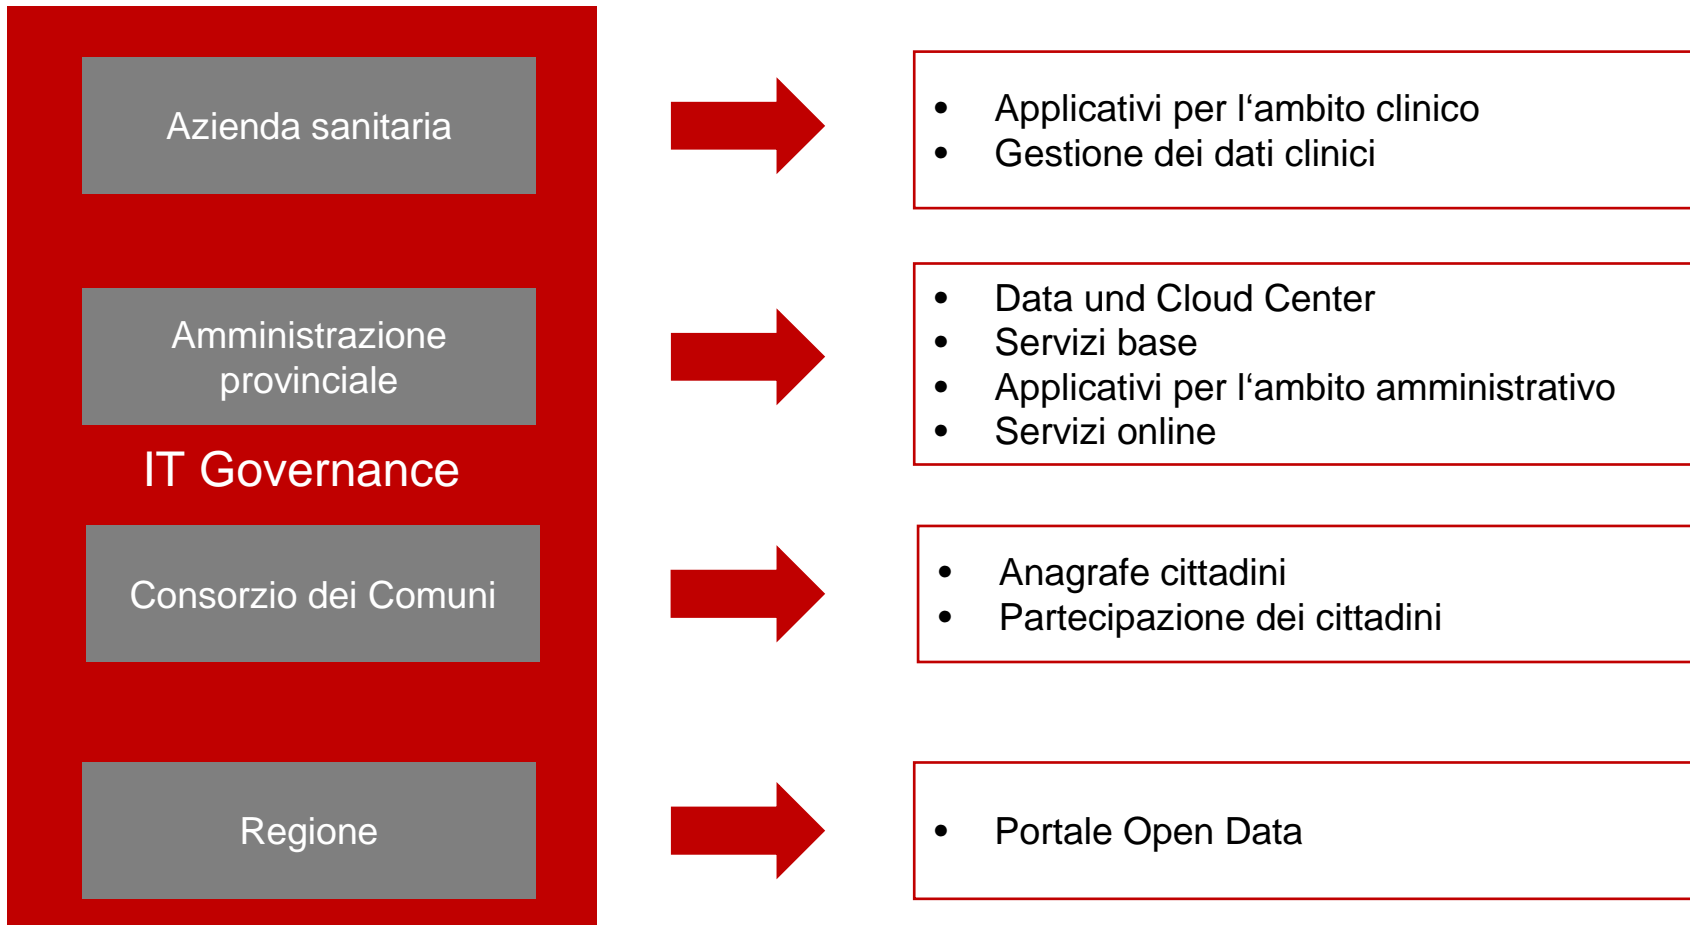 Azienda sanitaria
• Applicativi per l‘ambito clinico
• Gestione dei dati clinici
Amministrazione
provinciale
• Data und Cloud Center
• Servizi base
• Applicativi per l‘ambito amministrativo
• Servizi online
IT Governance
Consorzio dei Comuni
• Anagrafe cittadini
• Partecipazione dei cittadini
Regione
• Portale Open Data